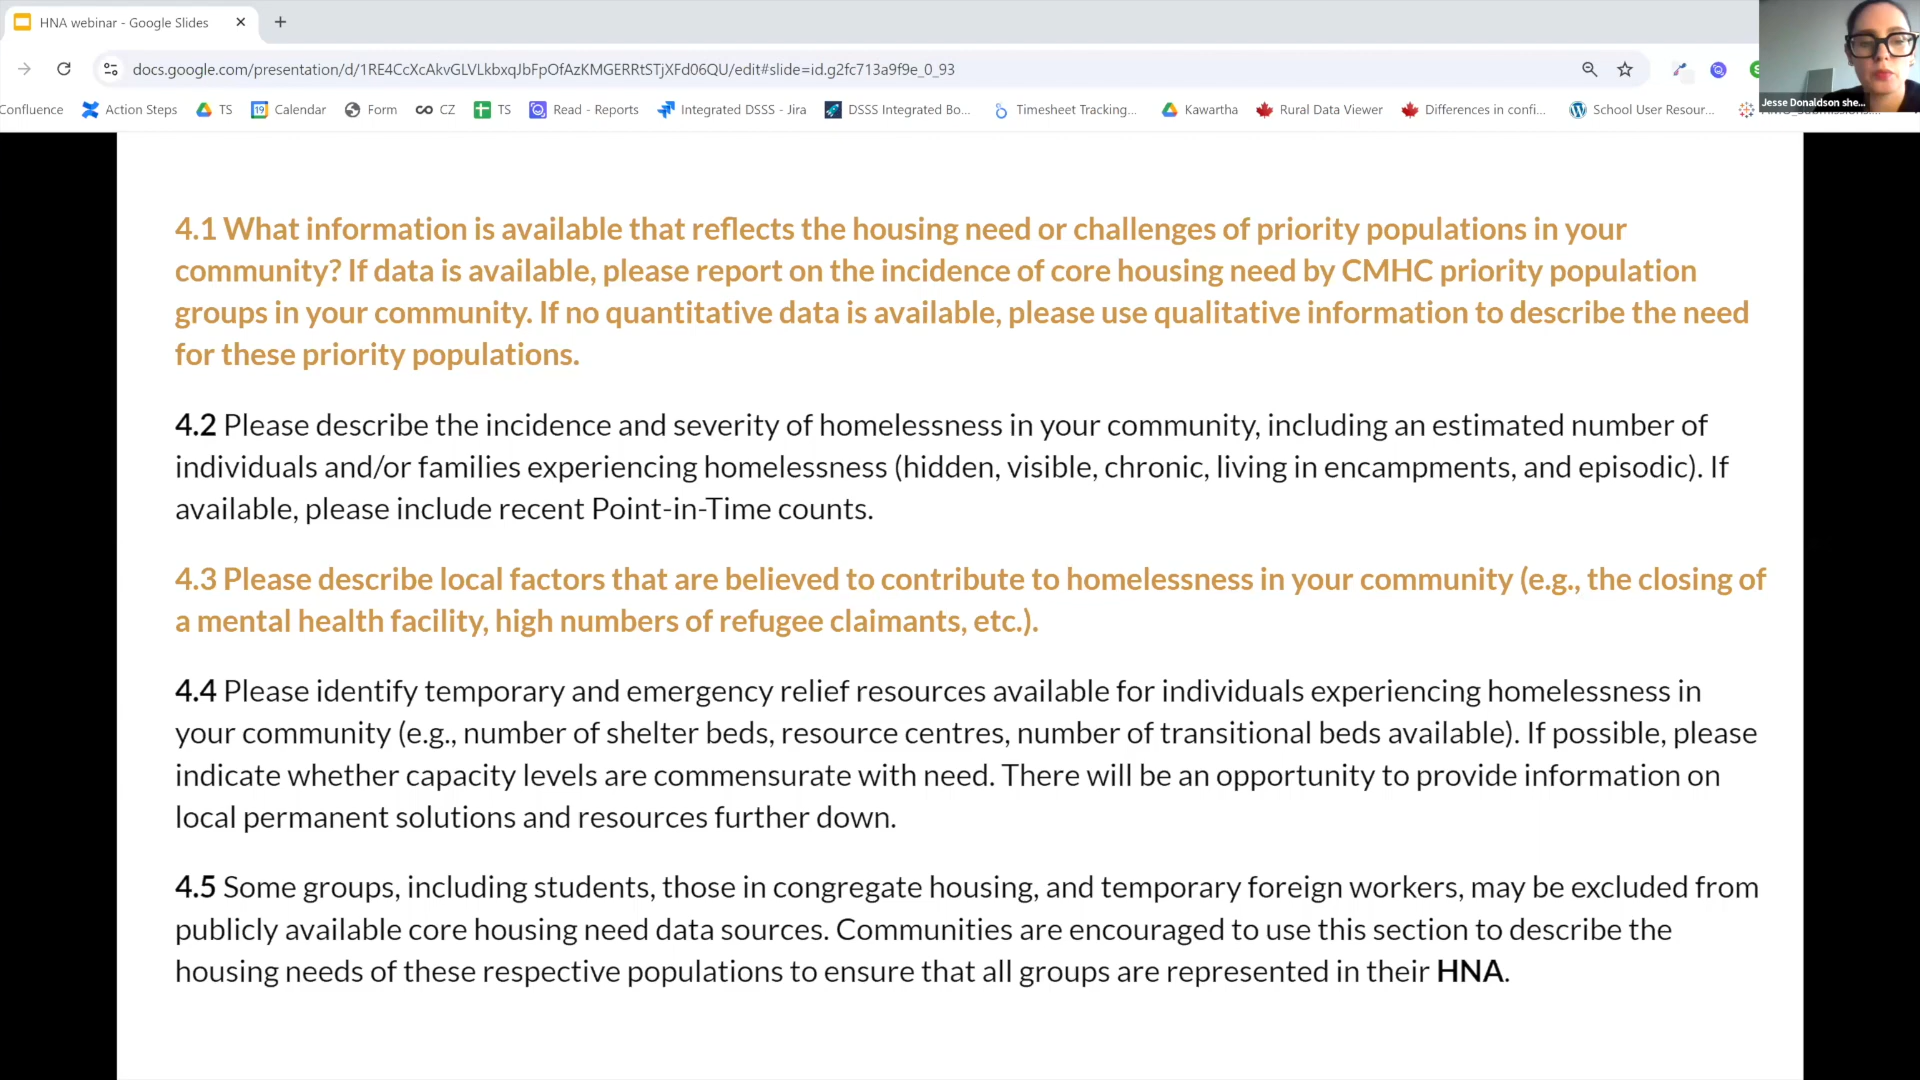 HNA webinar - Google Slides
docs.google.com/presentation/d/1RE4CcXcAkvGLVLkbxqJbFpOfAzKMGERRtSTjXFd06QU/edit#slide=id.g2fc713a9f9e_0_93
Confluence Action Steps TS 19 Calendar Form CZ TS Read - Reports Integrated DSSS - Jira DSSS Integrated Bo... Timesheet Tracking... Kawartha Rural Data Viewer Differences in confi... School User Resour...
Jesse Donaldson she...
4.1 What information is available that reflects the housing need or challenges of priority populations in your
community? If data is available, please report on the incidence of core housing need by CMHC priority population
groups in your community. If no quantitative data is available, please use qualitative information to describe the need
for these priority populations.
4.2 Please describe the incidence and severity of homelessness in your community, including an estimated number of
individuals and/or families experiencing homelessness (hidden, visible, chronic, living in encampments, and episodic). If
available, please include recent Point-in-Time counts.
4.3 Please describe local factors that are believed to contribute to homelessness in your community (e.g., the closing of
a mental health facility, high numbers of refugee claimants, etc.).
4.4 Please identify temporary and emergency relief resources available for individuals experiencing homelessness in
your community (e.g., number of shelter beds, resource centres, number of transitional beds available). If possible, please
indicate whether capacity levels are commensurate with need. There will be an opportunity to provide information on
local permanent solutions and resources further down.
4.5 Some groups, including students, those in congregate housing, and temporary foreign workers, may be excluded from
publicly available core housing need data sources. Communities are encouraged to use this section to describe the
housing needs of these respective populations to ensure that all groups are represented in their HNA.